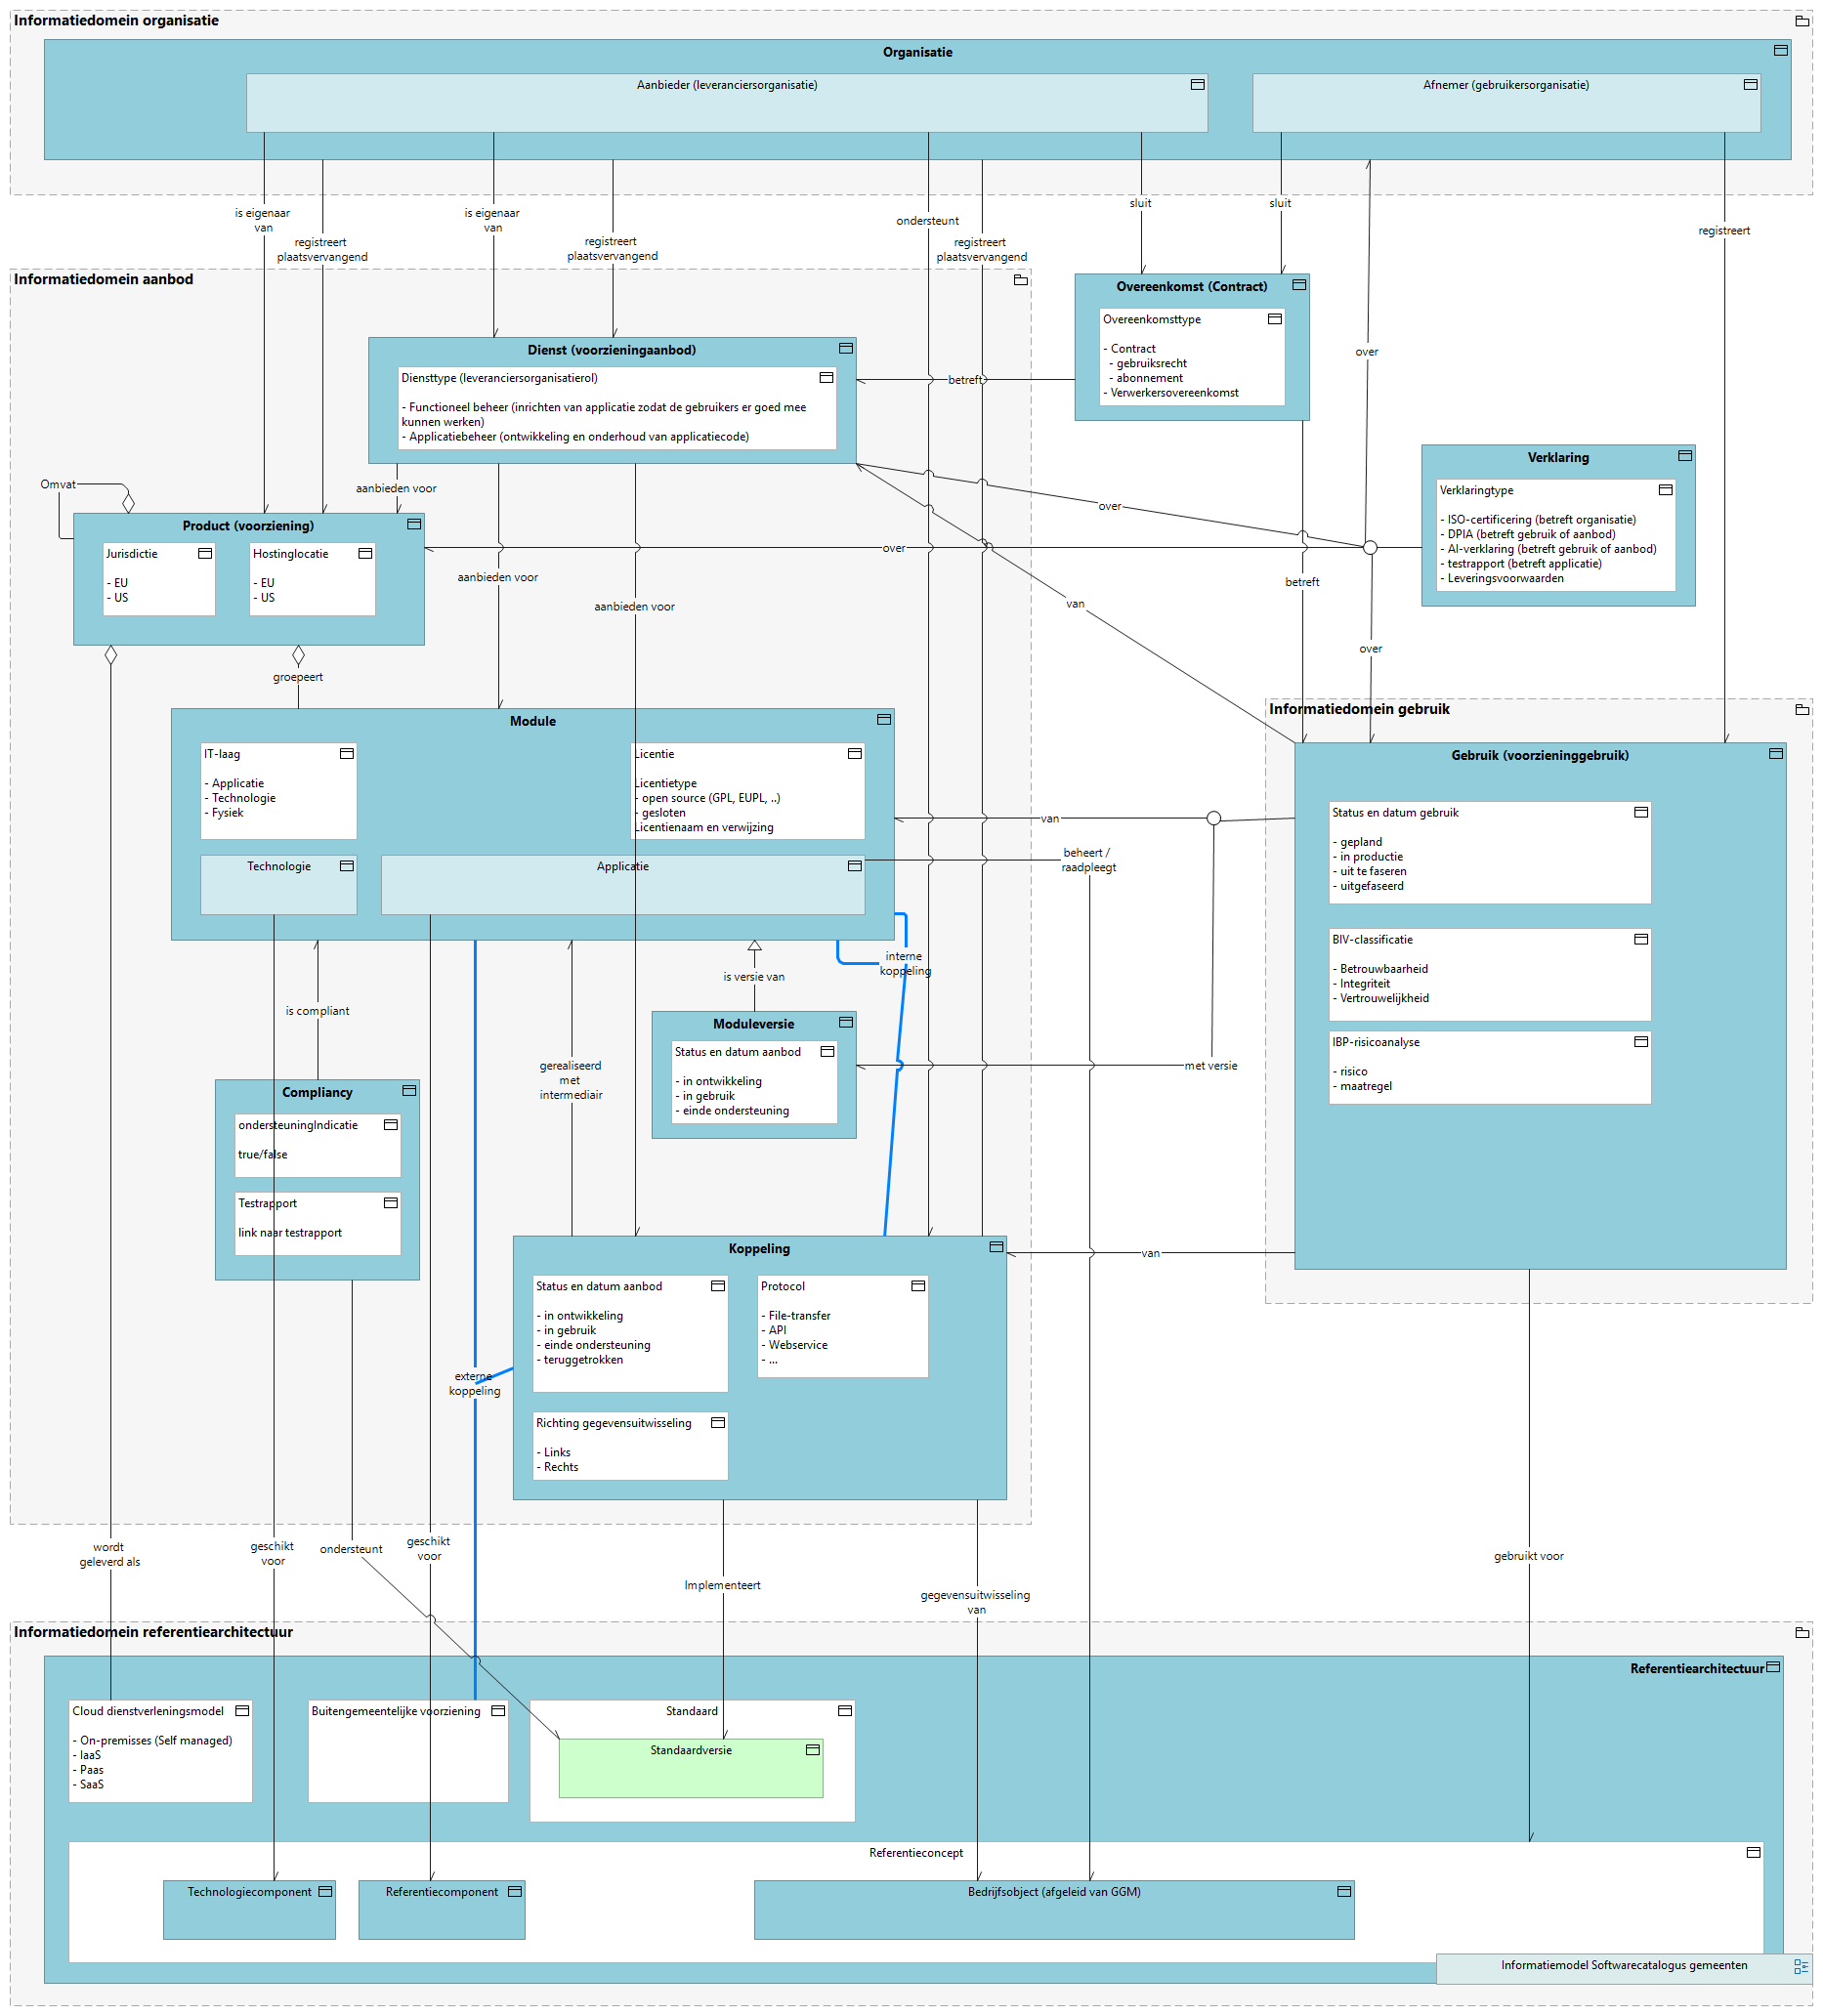 Informatiedomein organisatie
Organisatie
Aanbieder (leveranciersorganisatie)
Afnemer (gebruikersorganisatie)
is eigenaar
van
registreert
plaatsvervangend
is eigenaar
van
registreert
plaatsvervangend
ondersteunt
registreert
plaatsvervangend
sluit
sluit
over
registreert
Informatiedomein aanbod
Overeenkomst (Contract)
Overeenkomsttype
- Contract
- gebruiksrecht
- abonnement
- Verwerkersovereenkomst
Dienst (voorzieningaanbod)
Diensttype (leveranciersorganisatierol)
- Functioneel beheer (inrichten van applicatie zodat de gebruikers er goed mee
kunnen werken)
- Applicatiebeheer (ontwikkeling en onderhoud van applicatiecode)
betreft
Verklaring
Verklaringtype
- ISO-certificering (betreft organisatie)
- DPIA (betreft gebruik of aanbod)
- AI-verklaring (betreft gebruik of aanbod)
- testrapport (betreft applicatie)
- Leveringsvoorwaarden
Omvat
aanbieden voor
over
over
Product (voorziening)
Jurisdictie
- EU
- US
Hostinglocatie
- EU
- US
aanbieden voor
aanbieden voor
van
betreft
over
groepeert
Informatiedomein gebruik
Module
IT-laag
- Applicatie
- Technologie
- Fysiek
Licentie
Licentietype
- open source (GPL, EUPL, ..)
- gesloten
Licentienaam en verwijzing
Technologie
Applicatie
van
beheert /
raadpleegt
Gebruik (voorzieninggebruik)
Status en datum gebruik
- gepland
- in productie
- uit te faseren
- uitgefaseerd
BIV-classificatie
- Betrouwbaarheid
- Integriteit
- Vertrouwelijkheid
IBP-risicoanalyse
- risico
- maatregel
interne
koppeling
is versie van
is compliant
Moduleversie
Status en datum aanbod
- in ontwikkeling
- in gebruik
- einde ondersteuning
met versie
gerealiseerd
met
intermediair
Compliancy
ondersteuningIndicatie
true/false
Testrapport
link naar testrapport
Koppeling
Status en datum aanbod
- in ontwikkeling
- in gebruik
- einde ondersteuning
- teruggetrokken
Protocol
- File-transfer
- API
- Webservice
- ...
Richting gegevensuitwisseling
- Links
- Rechts
van
externe
koppeling
wordt
geleverd als
geschikt
voor
ondersteunt
geschikt
voor
Implementeert
gegevensuitwisseling
van
gebruikt voor
Informatiedomein referentiearchitectuur
Referentiearchitectuur
Cloud dienstverleningsmodel
- On-premisses (Self managed)
- IaaS
- Paas
- SaaS
Buitengemeentelijke voorziening
Standaard
Standaardversie
Referentieconcept
Technologiecomponent
Referentiecomponent
Bedrijfsobject (afgeleid van GGM)
Informatiemodel Softwarecatalogus gemeenten